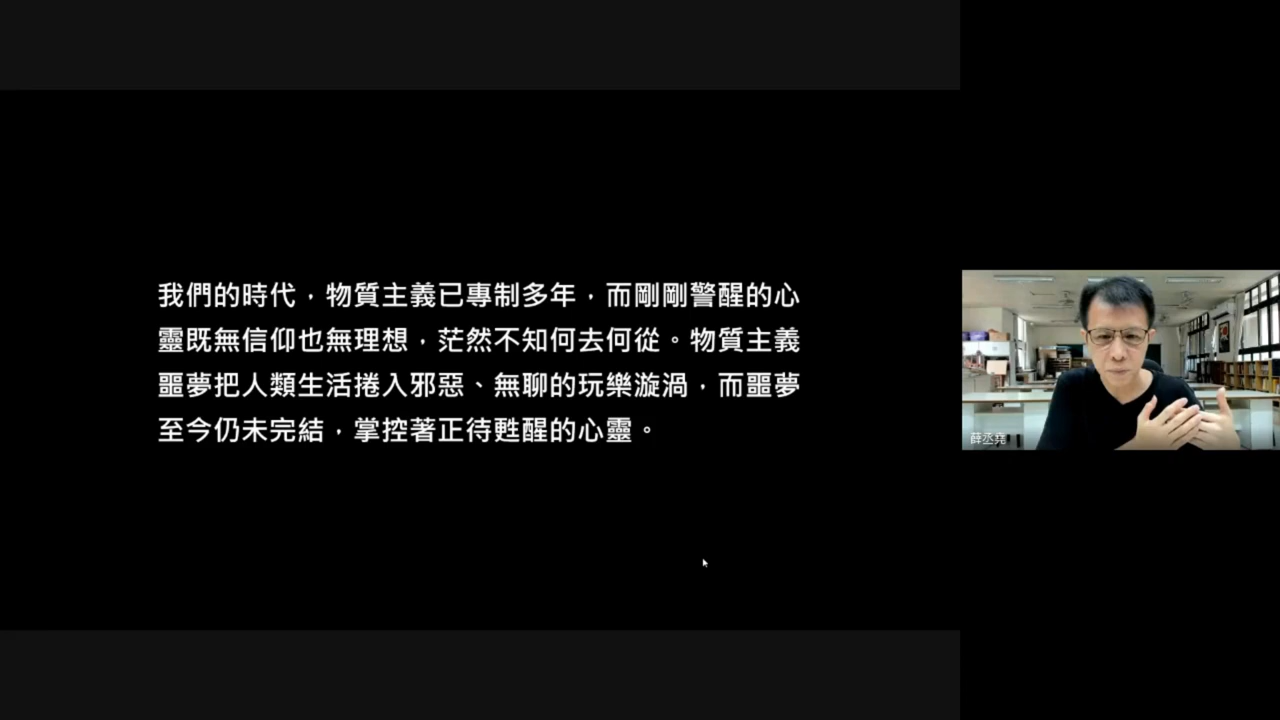 我們的時代，物質主義已專制多年，而剛剛警醒的心
靈既無信仰也無理想，茫然不知何去何從。物質主義
噩夢把人類生活捲入邪惡、無聊的玩樂漩渦，而噩夢
至今仍未完結，掌控著正待甦醒的心靈。
薛丞堯